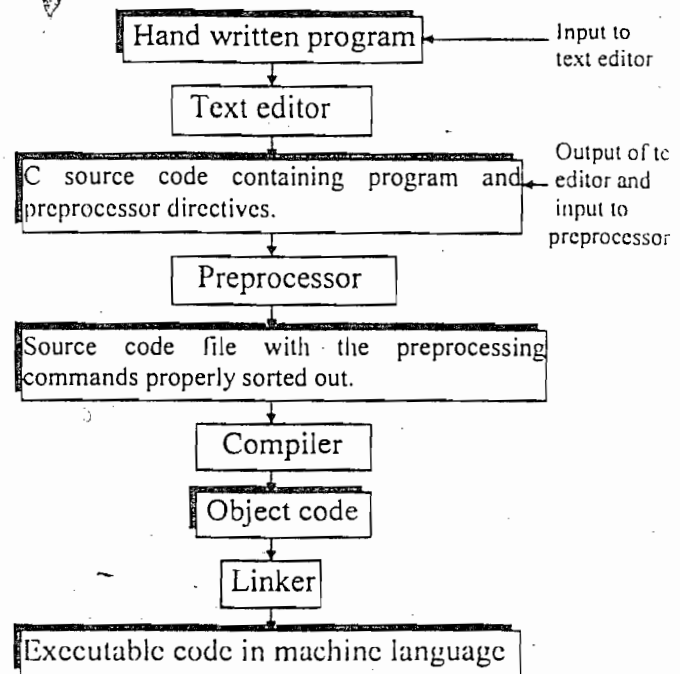 Hand written program
Input to
text editor
Text editor
C source code containing program and
preprocessor directives.
Output of
editor and
input to
preprocessor
Preprocessor
Source code file with the preprocessing
commands properly sorted out.
Compiler
Object code
Linker
Executable code in machine language